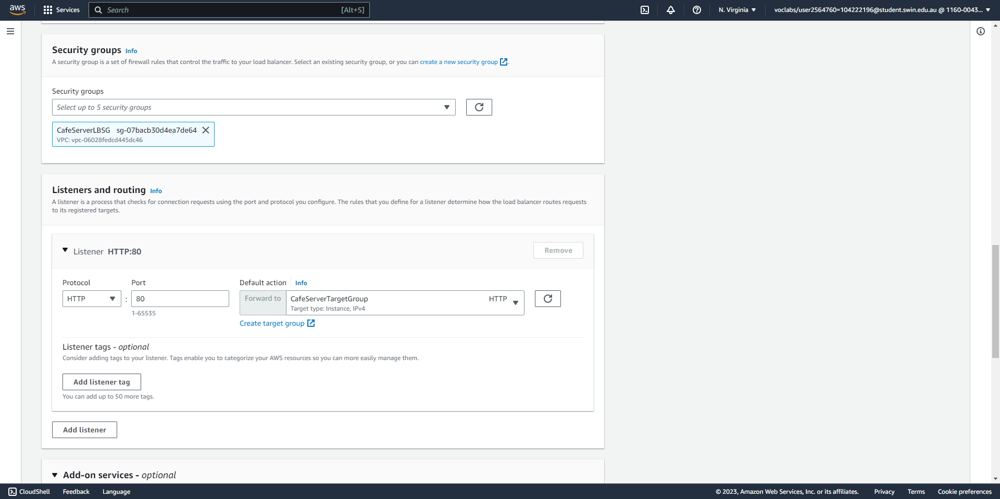 aws
Services
Search
[Alt+S]
N. Virginia
voclabs/user2564760=104222196@student.swin.edu.au @ 1160-0043...
Security groups Info
A security group is a set of firewall rules that control the traffic to your load balancer. Select an existing security group, or you can create a new security group .
Security groups
Select up to 5 security groups
CafeServerLBSG sg-07bacb30d4ea7de64
VPC: vpc-06028fedcd445dc46
Listeners and routing Info
A listener is a process that checks for connection requests using the port and protocol you configure. The rules that you define for a listener determine how the load balancer routes requests
to its registered targets.
Listener HTTP:80
Remove
Protocol
Port
Default action Info
HTTP
:
80
Forward to
CafeServerTargetGroup
HTTP
Target type: Instance, IPv4
1-65535
Create target group
Listener tags - optional
Consider adding tags to your listener. Tags enable you to categorize your AWS resources so you can more easily manage them.
Add listener tag
You can add up to 50 more tags.
Add listener
Add-on services - optional
CloudShell
Feedback
Language
© 2023, Amazon Web Services, Inc. or its affiliates.
Privacy
Terms
Cookie preferences